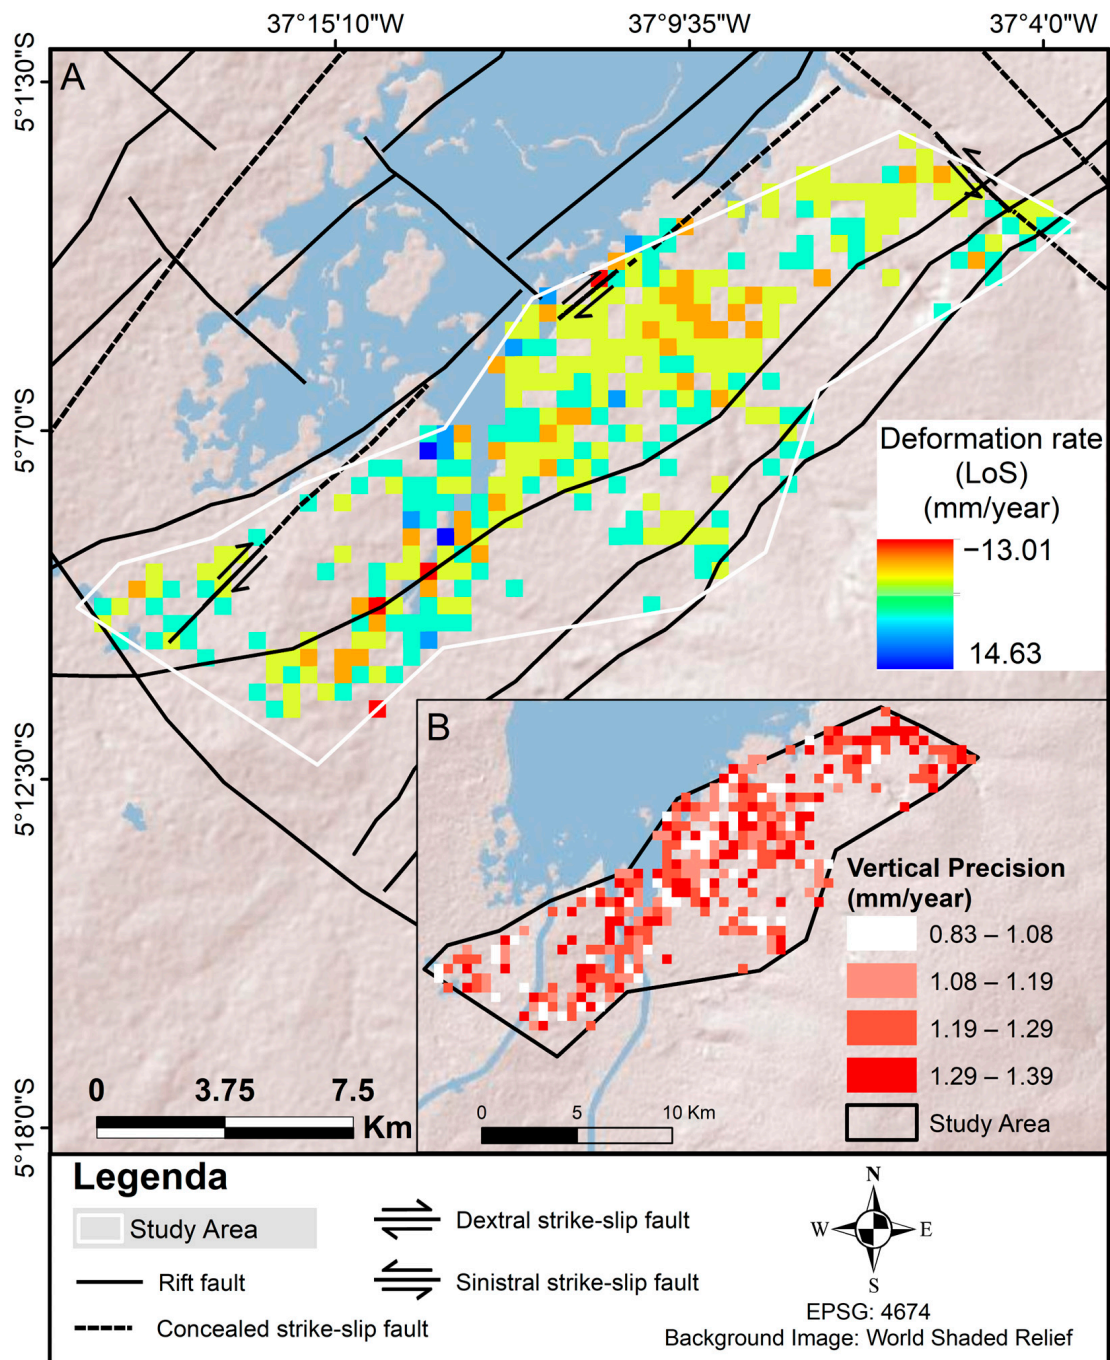 37°15'10"W
37°9'35"W
37°4'0"W
5°1'30"S
5°7'0"S
5°12'30"S
5°18'0"S
A
Deformation rate
(LoS)
(mm/year)
−13.01
14.63
B
Vertical Precision
(mm/year)
0.83 – 1.08
1.08 – 1.19
1.19 – 1.29
1.29 – 1.39
Study Area
0 3.75 7.5
Km
0 5 10 Km
Legenda
Study Area
Rift fault
Concealed strike-slip fault
Dextral strike-slip fault
Sinistral strike-slip fault
N
W
E
S
EPSG: 4674
Background Image: World Shaded Relief